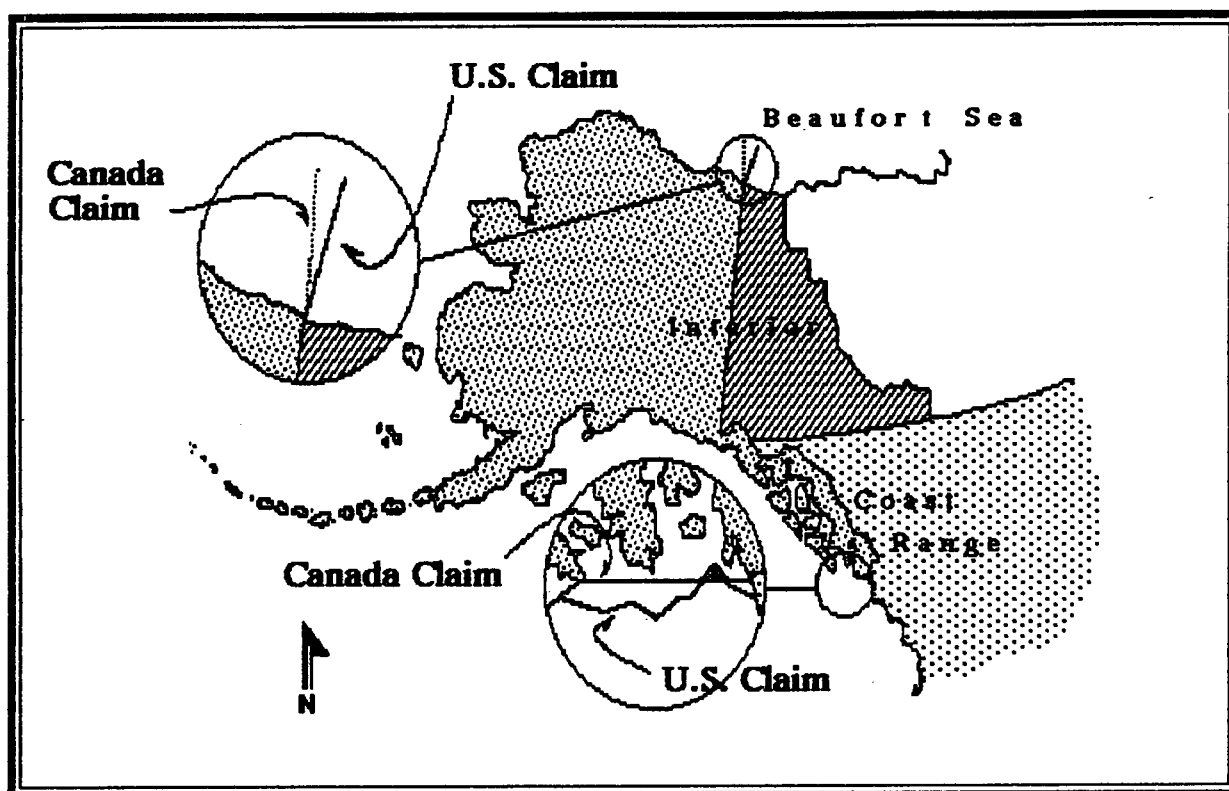 U.S. Claim
Beaufort Sea
Canada
Claim
Interior
Coast
Range
Canada Claim
U.S. Claim
N